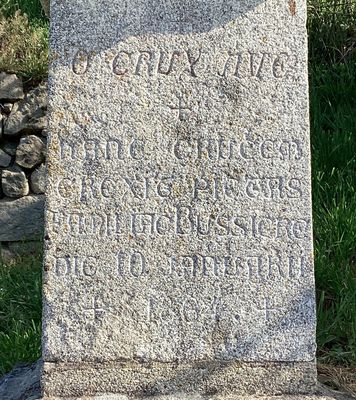 O CRUX AVE
+
HANC CRUCEM
EREXIT PIETAS
FAMILIAE BUSSIERE
DIE 10 JANUARII
+ +